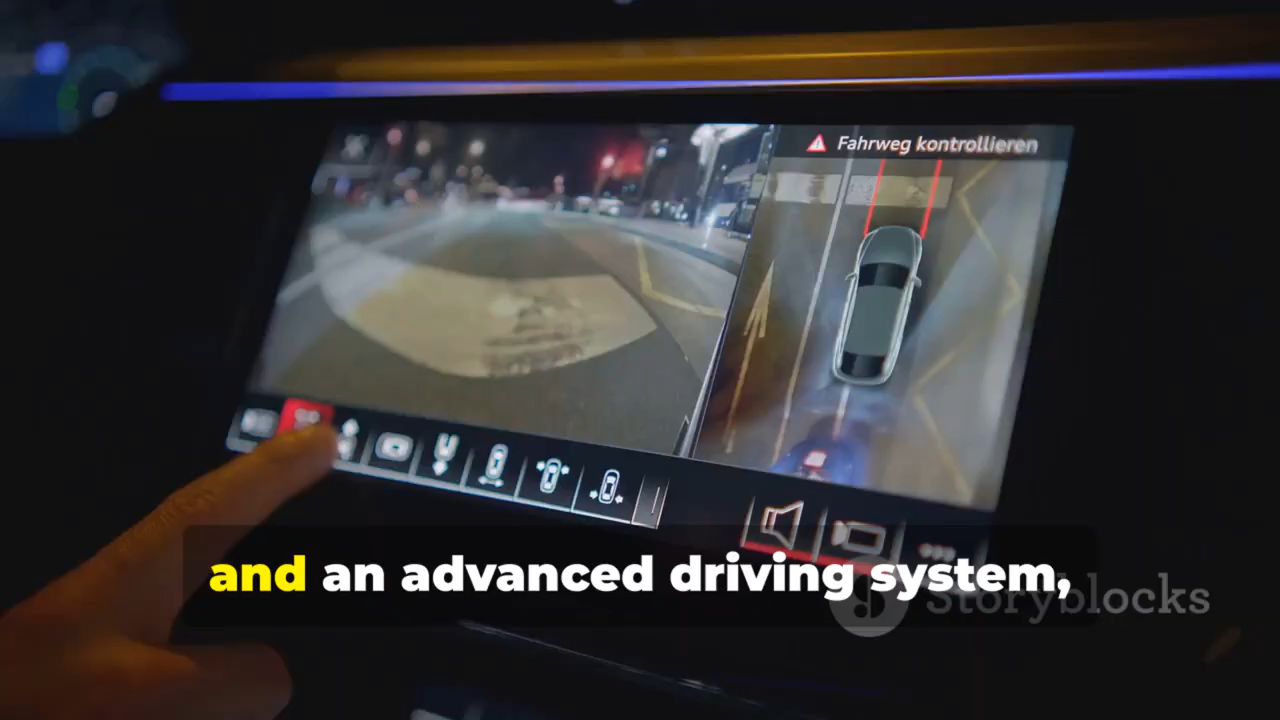 Fahrweg kontrollieren
and an advanced driving system,
Storyblocks